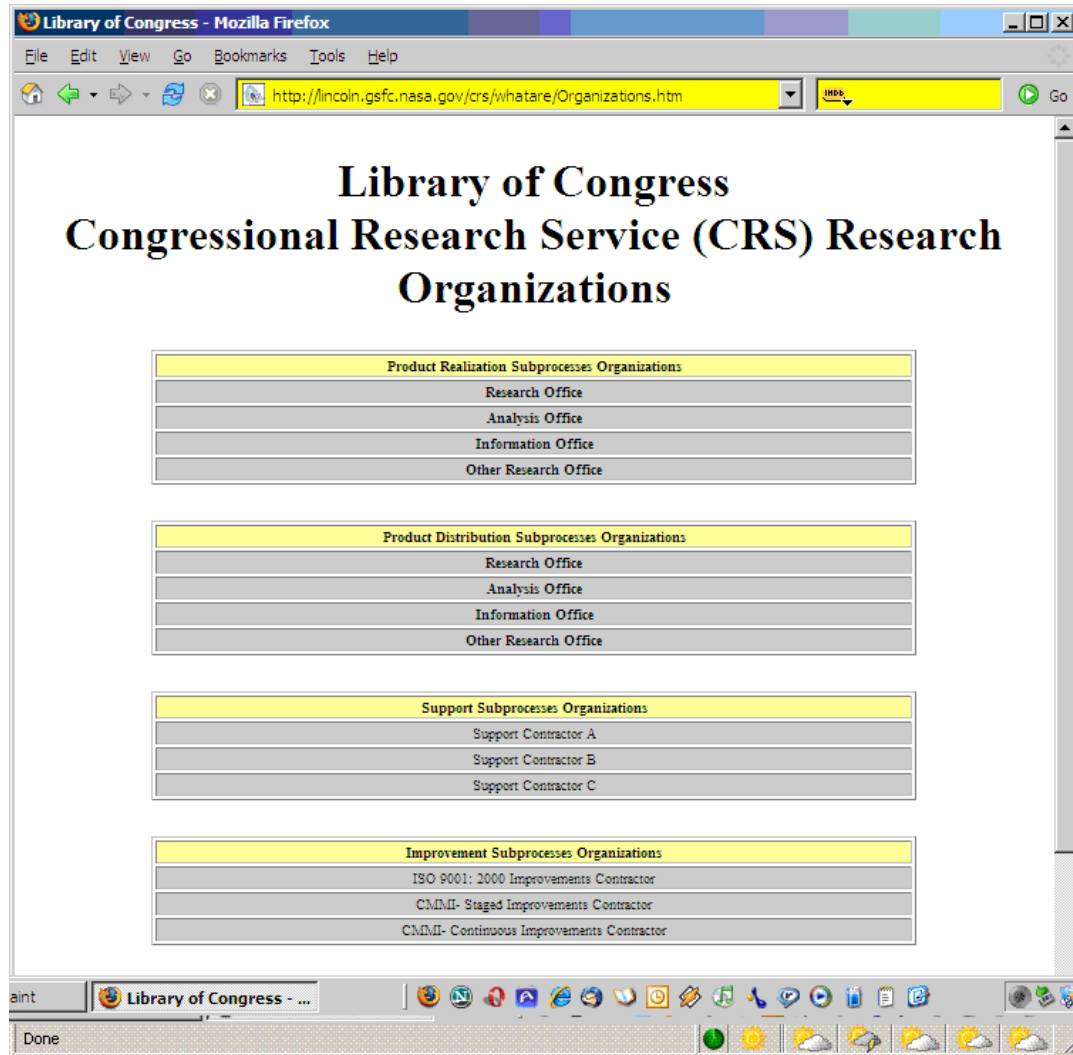 Library of Congress - Mozilla Firefox
File Edit View Go Bookmarks Tools Help
http://lincoln.gsfc.nasa.gov/crs/whatare/Organizations.htm IMDb Go
Library of Congress
Congressional Research Service (CRS) Research
Organizations
Product Realization Subprocesses Organizations
Research Office
Analysis Office
Information Office
Other Research Office
Product Distribution Subprocesses Organizations
Research Office
Analysis Office
Information Office
Other Research Office
Support Subprocesses Organizations
Support Contractor A
Support Contractor B
Support Contractor C
Improvement Subprocesses Organizations
ISO 9001: 2000 Improvements Contractor
CMMI- Staged Improvements Contractor
CMMI- Continuous Improvements Contractor
aint Library of Congress - ...
Done